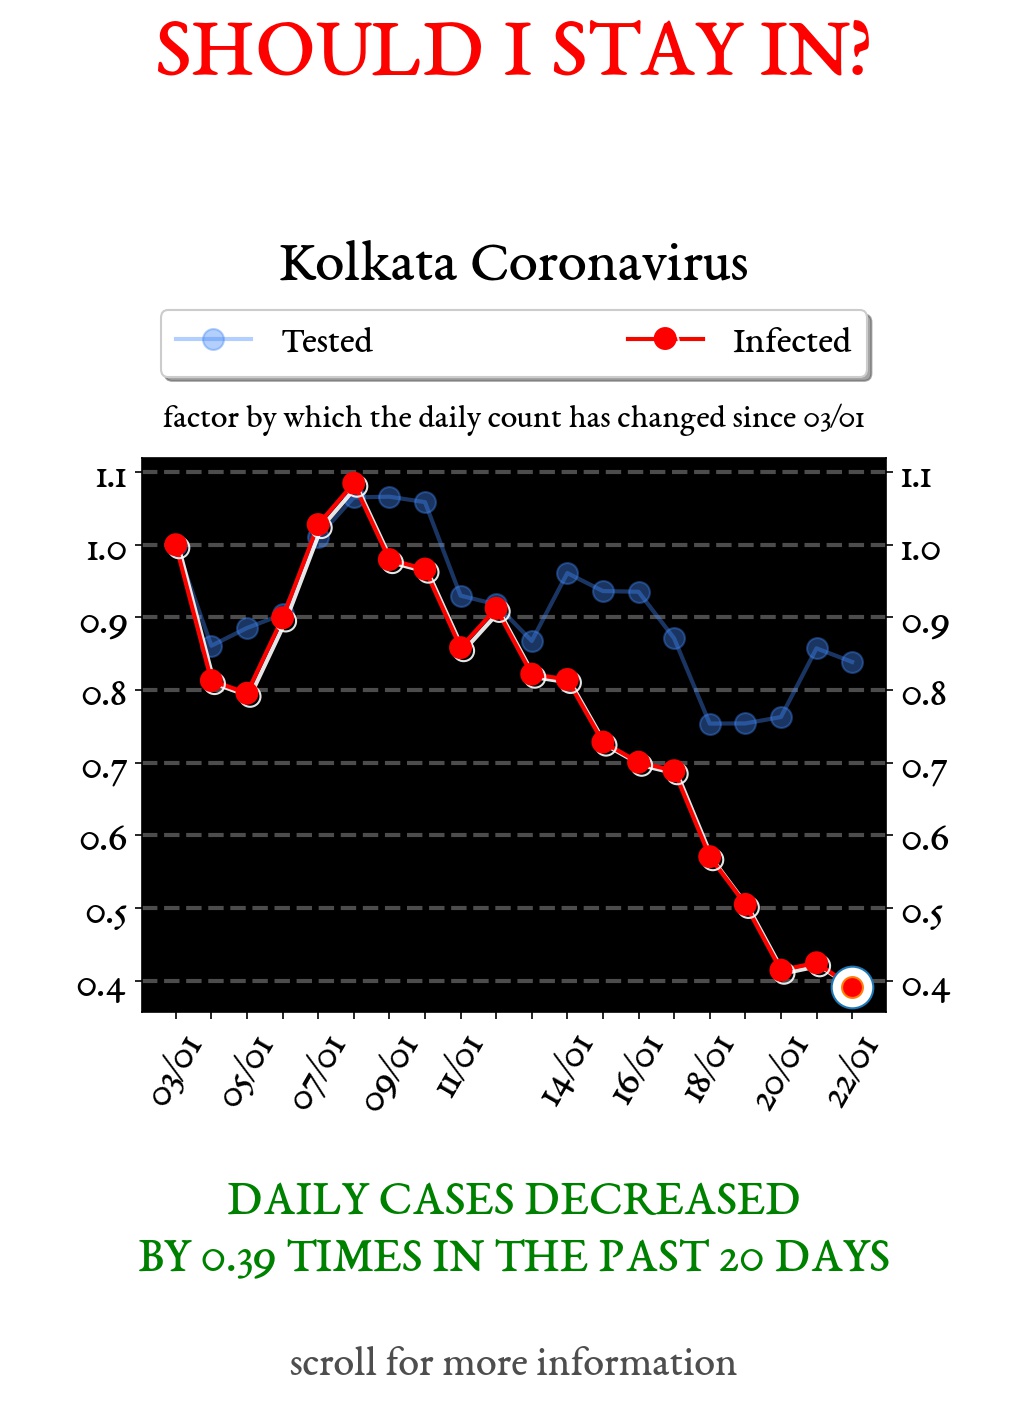 SHOULD I STAY IN?
Kolkata Coronavirus
Tested Infected
factor by which the daily count has changed since 03/01
1.1 1.1
1.0 1.0
0.9 0.9
0.8 0.8
0.7 0.7
0.6 0.6
0.5 0.5
0.4 0.4
03/01 05/01 07/01 09/01 11/01 14/01 16/01 18/01 20/01 22/01
DAILY CASES DECREASED
BY 0.39 TIMES IN THE PAST 20 DAYS
scroll for more information